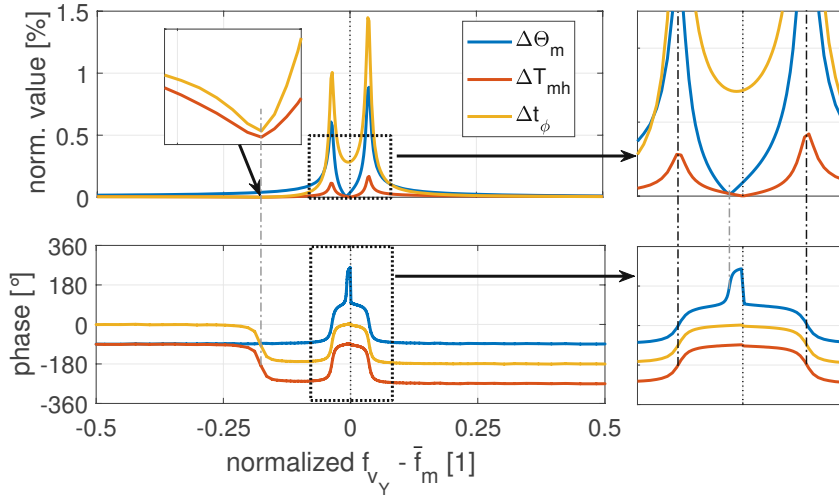 norm. value [%]
1.5
1.0
0.5
0
ΔΘm
ΔTmh
Δtϕ
phase [°]
360
180
0
-180
-360
-0.5 -0.25 0 0.25 0.5
normalized fvY - f̄m [1]